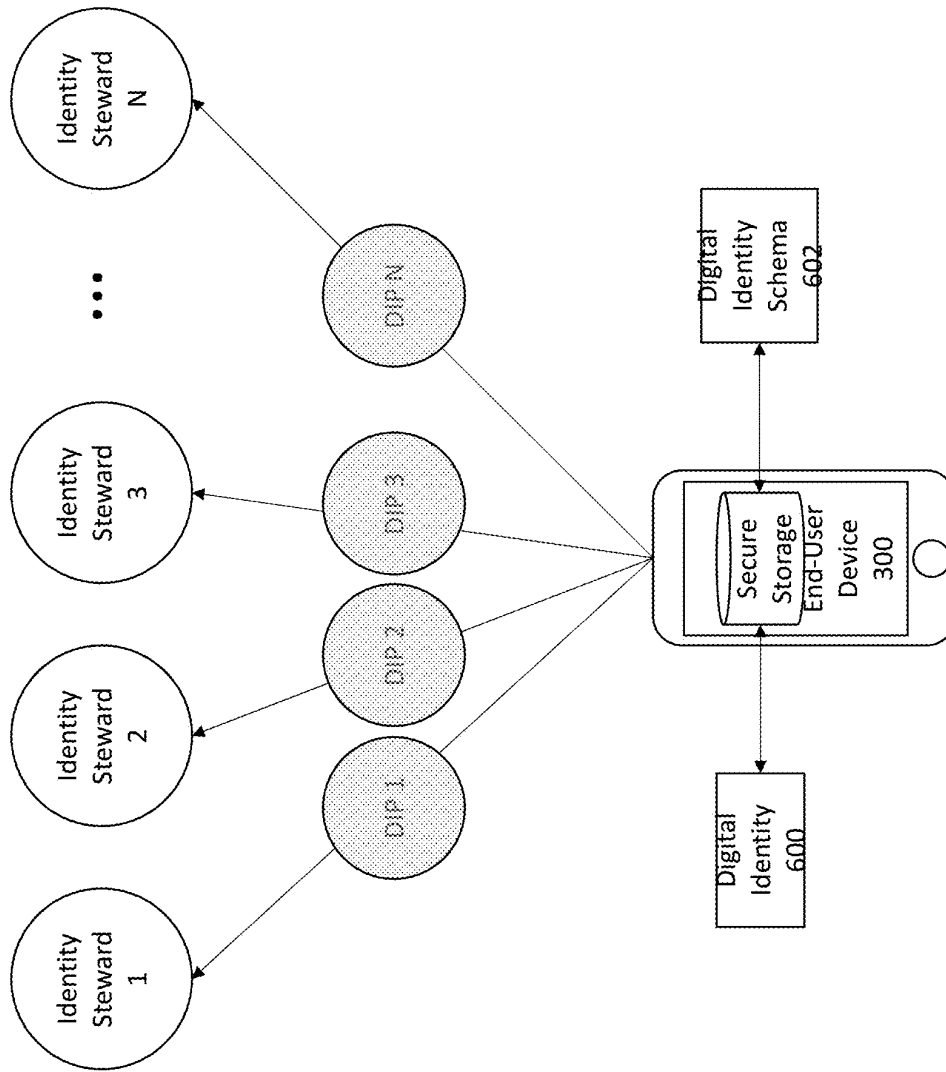 Identity
Steward
1
Identity
Steward
2
Identity
Steward
3
•••
Identity
Steward
N
DIP 1
DIP 2
DIP 3
DIP N
Digital
Identity
600
Secure
Storage
End-User
Device
300
Digital
Identity
Schema
602